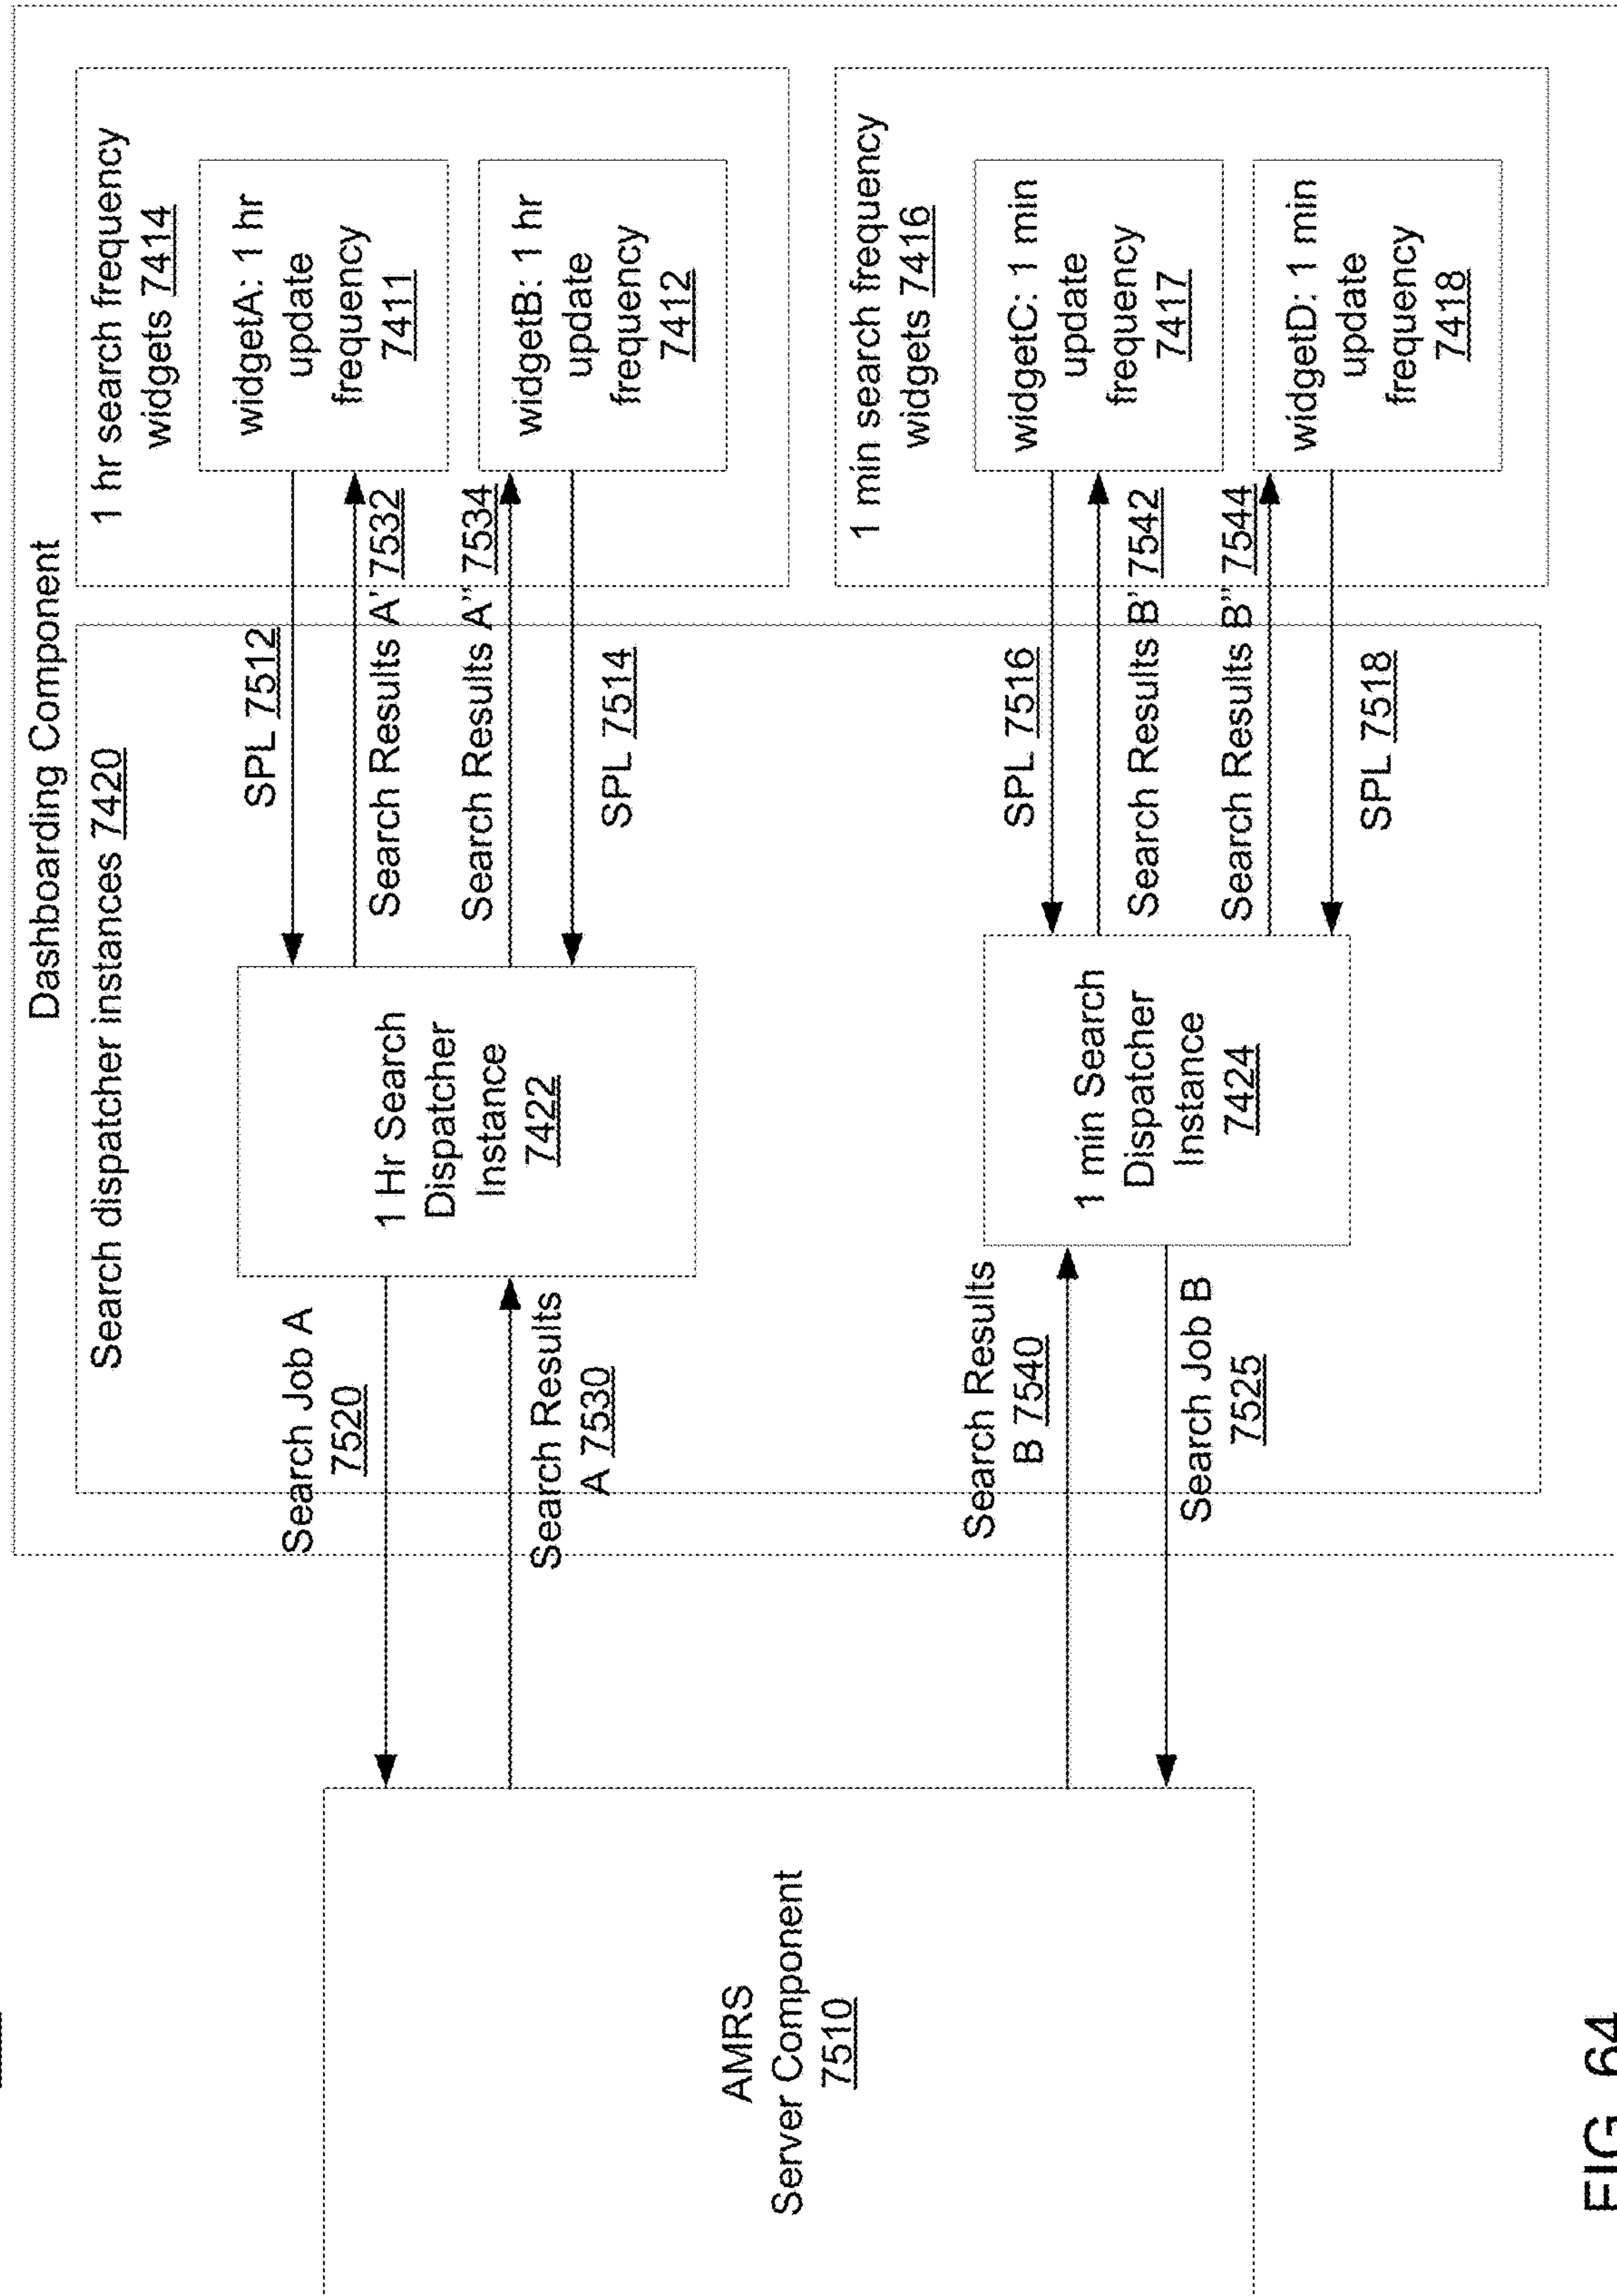 Dashboarding Component
Search dispatcher instances 7420
1 hr search frequency
widgets 7414
Search Job A
7520
Search Results
A 7530
1 Hr Search
Dispatcher
Instance
7422
SPL 7512
Search Results A' 7532
Search Results A'' 7534
SPL 7514
widgetA: 1 hr
update
frequency
7411
widgetB: 1 hr
update
frequency
7412
AMRS
Server Component
7510
1 min search frequency
widgets 7416
Search Results
B 7540
Search Job B
7525
1 min Search
Dispatcher
Instance
7424
SPL 7516
Search Results B' 7542
Search Results B'' 7544
SPL 7518
widgetC: 1 min
update
frequency
7417
widgetD: 1 min
update
frequency
7418
FIG 64